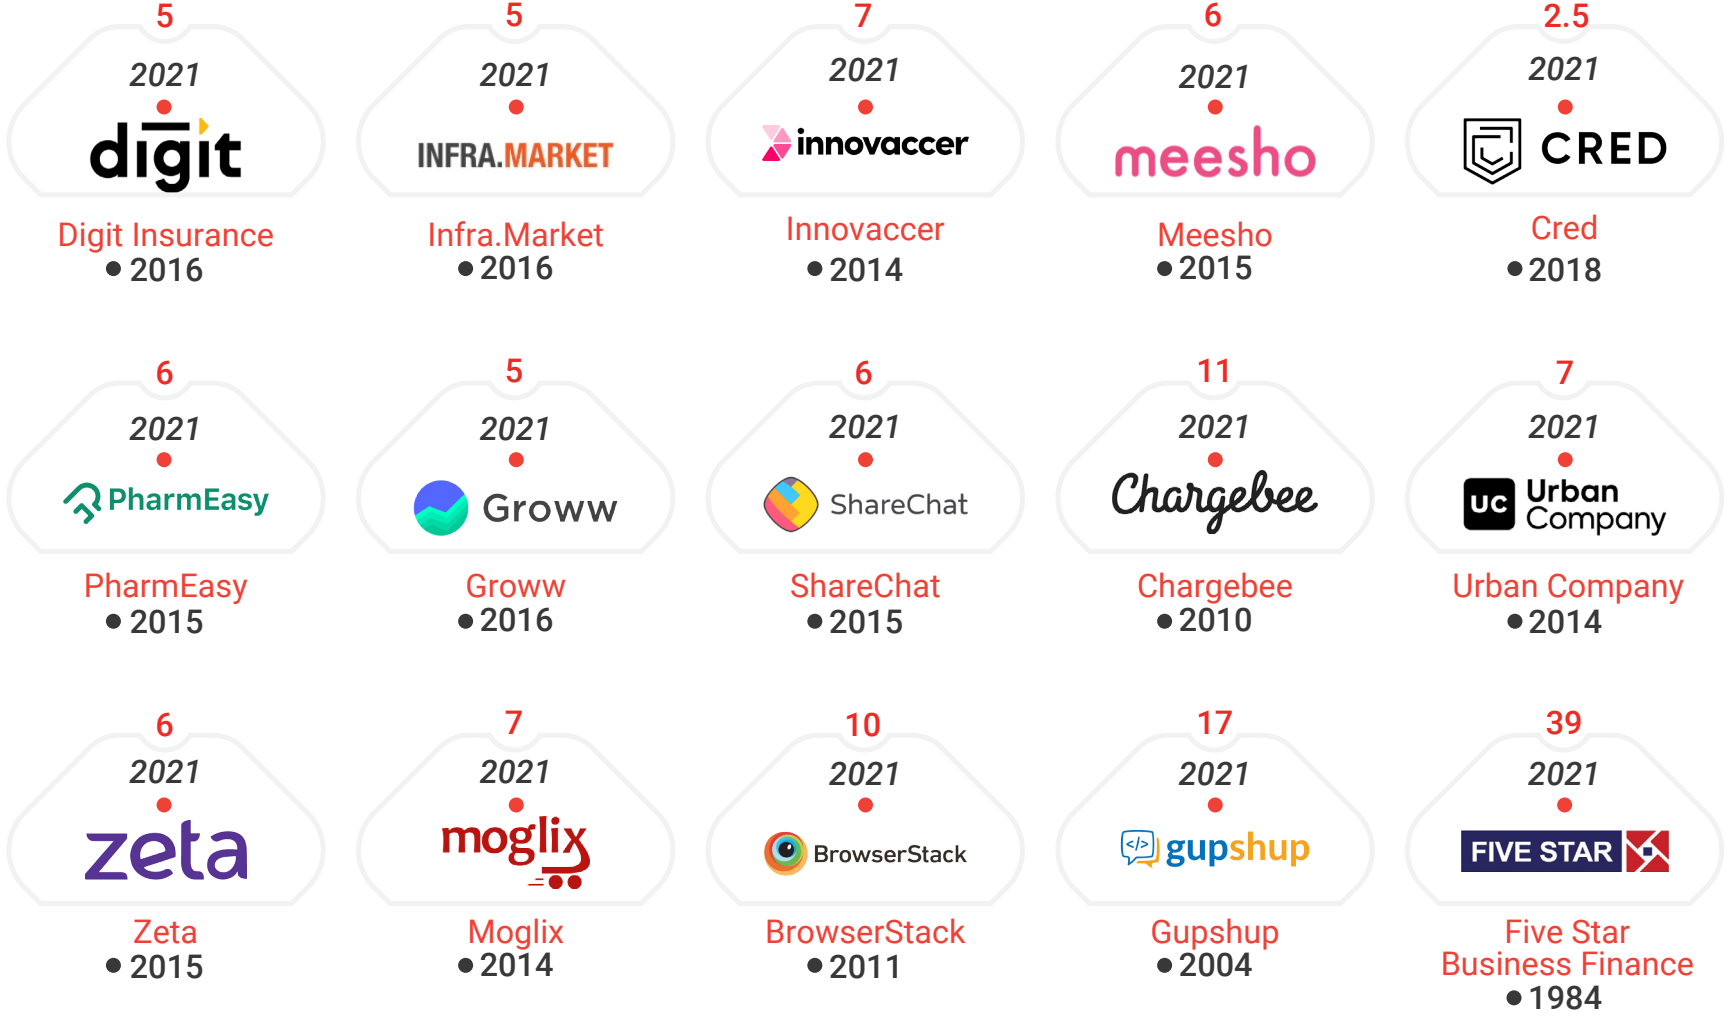 5
2021
digit
Digit Insurance
2016
5
2021
INFRA.MARKET
Infra.Market
2016
7
2021
innovaccer
Innovaccer
2014
6
2021
meesho
Meesho
2015
2.5
2021
CRED
Cred
2018
6
2021
PharmEasy
PharmEasy
2015
5
2021
Groww
Groww
2016
6
2021
ShareChat
ShareChat
2015
11
2021
Chargebee
Chargebee
2010
7
2021
UC
Urban
Company
Urban Company
2014
6
2021
zeta
Zeta
2015
7
2021
moglix
Moglix
2014
10
2021
BrowserStack
BrowserStack
2011
17
2021
</>
gupshup
Gupshup
2004
39
2021
FIVE STAR
Five Star
Business Finance
1984